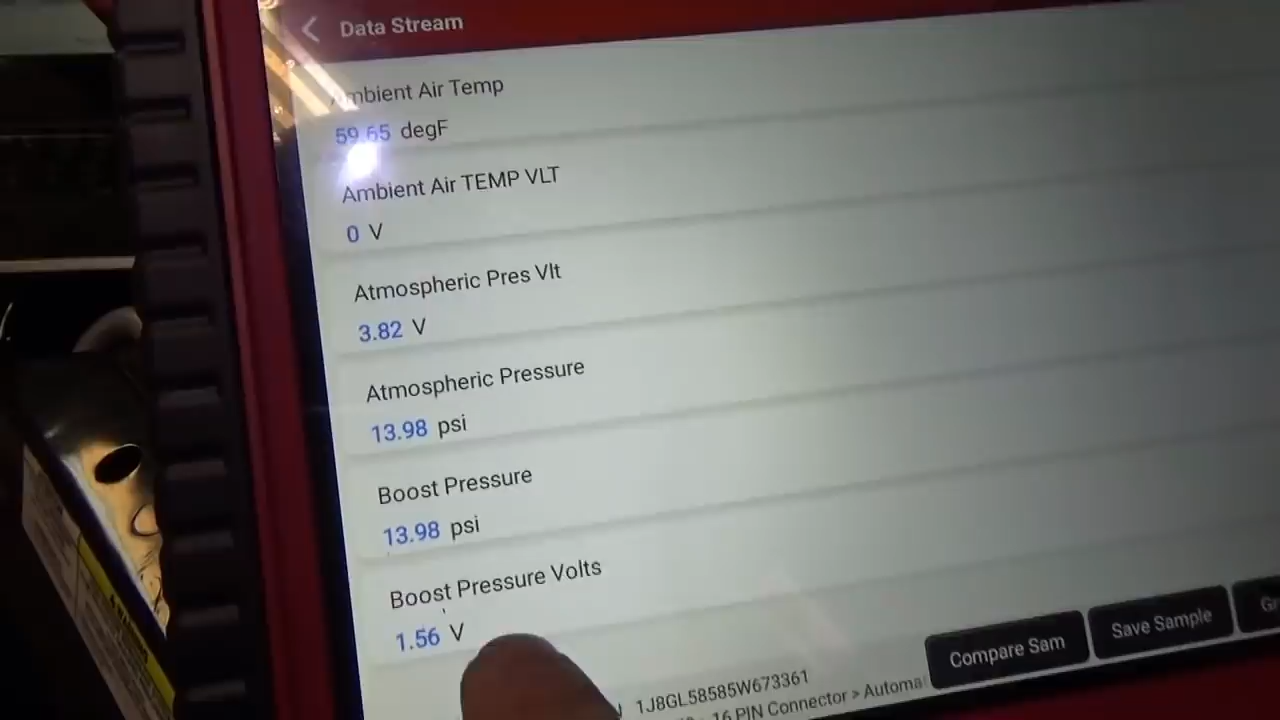 Data Stream
Ambient Air Temp
59.65 degF
Ambient Air TEMP VLT
0 V
Atmospheric Pres Vlt
3.82 V
Atmospheric Pressure
13.98 psi
Boost Pressure
13.98 psi
Boost Pressure Volts
1.56 V
Compare Sam
Save Sample
1J8GL58585W673361
16 PIN Connector > Automa